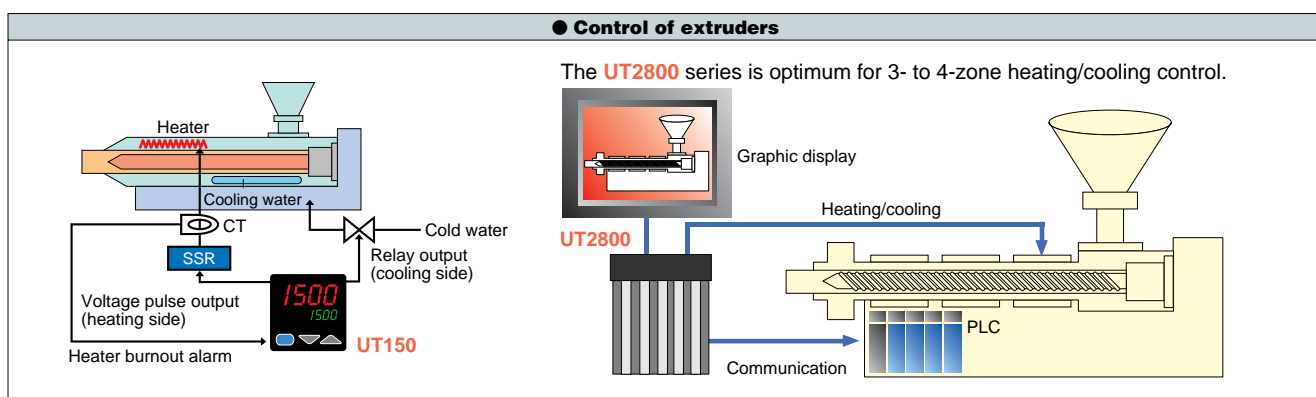 ● Control of extruders
Heater
Cooling water
CT
SSR
Cold water
Relay output
(cooling side)
Voltage pulse output
(heating side)
1500
1500
UT150
Heater burnout alarm
The UT2800 series is optimum for 3- to 4-zone heating/cooling control.
Graphic display
Heating/cooling
UT2800
PLC
Communication